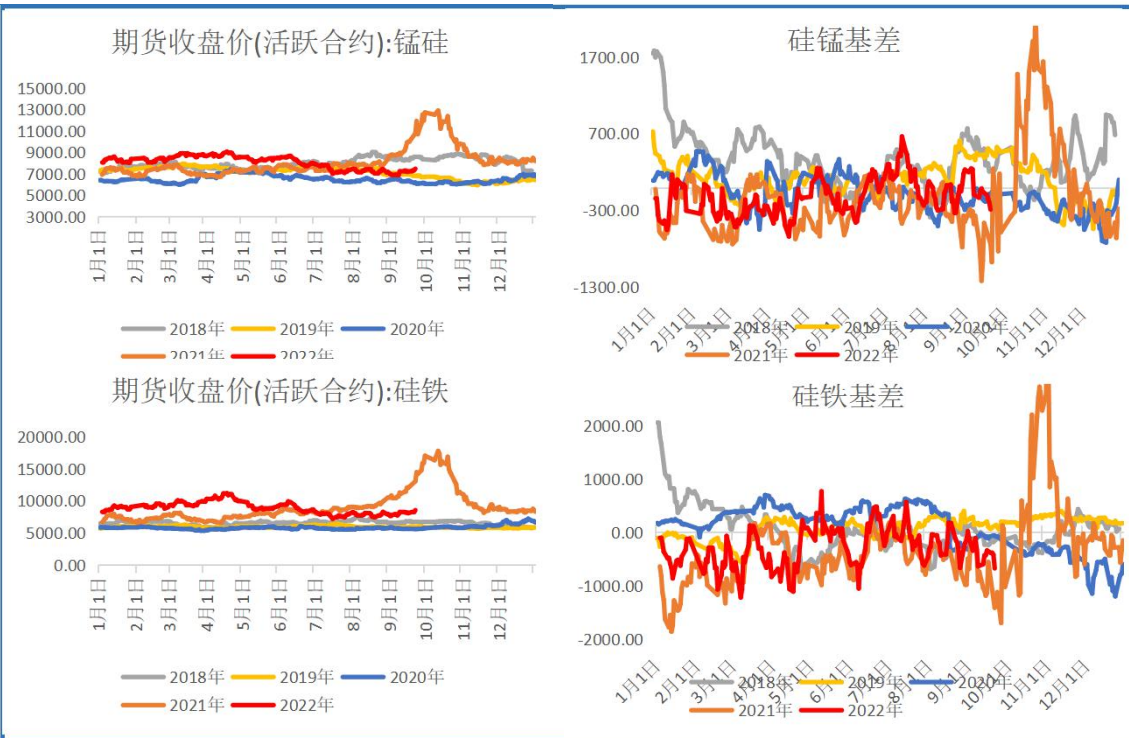 期货收盘价(活跃合约):锰硅
15000.00
13000.00
11000.00
9000.00
7000.00
5000.00
3000.00
1月1日
2月1日
3月1日
4月1日
5月1日
6月1日
7月1日
8月1日
9月1日
10月1日
11月1日
12月1日
2018年 2019年 2020年
2021年 2022年
硅锰基差
1700.00
700.00
-300.00
-1300.00
1月1日
2月1日
3月1日
4月1日
5月1日
6月1日
7月1日
8月1日
9月1日
10月1日
11月1日
12月1日
2018年 2019年 2020年
2021年 2022年
期货收盘价(活跃合约):硅铁
20000.00
15000.00
10000.00
5000.00
0.00
1月1日
2月1日
3月1日
4月1日
5月1日
6月1日
7月1日
8月1日
9月1日
10月1日
11月1日
12月1日
2018年 2019年 2020年
2021年 2022年
硅铁基差
2000.00
1000.00
0.00
-1000.00
-2000.00
1月1日
2月1日
3月1日
4月1日
5月1日
6月1日
7月1日
8月1日
9月1日
10月1日
11月1日
12月1日
2018年 2019年 2020年
2021年 2022年